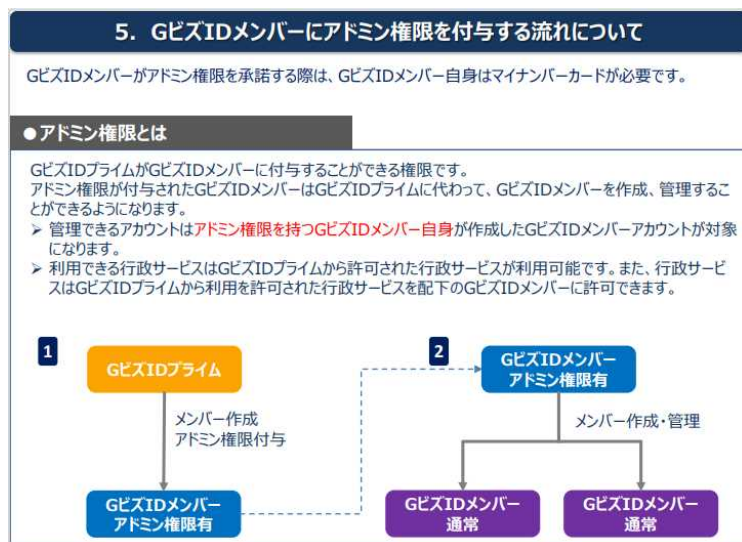 5. GビズIDメンバーにアドミン権限を付与する流れについて
GビズIDメンバーがアドミン権限を承諾する際は、GビズIDメンバー自身はマイナンバーカードが必要です。
●アドミン権限とは
GビズIDプライムがGビズIDメンバーに付与することができる権限です。
アドミン権限が付与されたGビズIDメンバーはGビズIDプライムに代わって、GビズIDメンバーを作成、管理するこ
とができるようになります。
➤ 管理できるアカウントはアドミン権限を持つGビズIDメンバー自身が作成したGビズIDメンバーアカウントが対象
になります。
➤ 利用できる行政サービスはGビズIDプライムから許可された行政サービスが利用可能です。また、行政サービ
スはGビズIDプライムから利用を許可された行政サービスを配下のGビズIDメンバーに許可できます。
1
GビズIDプライム
メンバー作成
アドミン権限付与
GビズIDメンバー
アドミン権限有
2
GビズIDメンバー
アドミン権限有
メンバー作成・管理
GビズIDメンバー
通常
GビズIDメンバー
通常